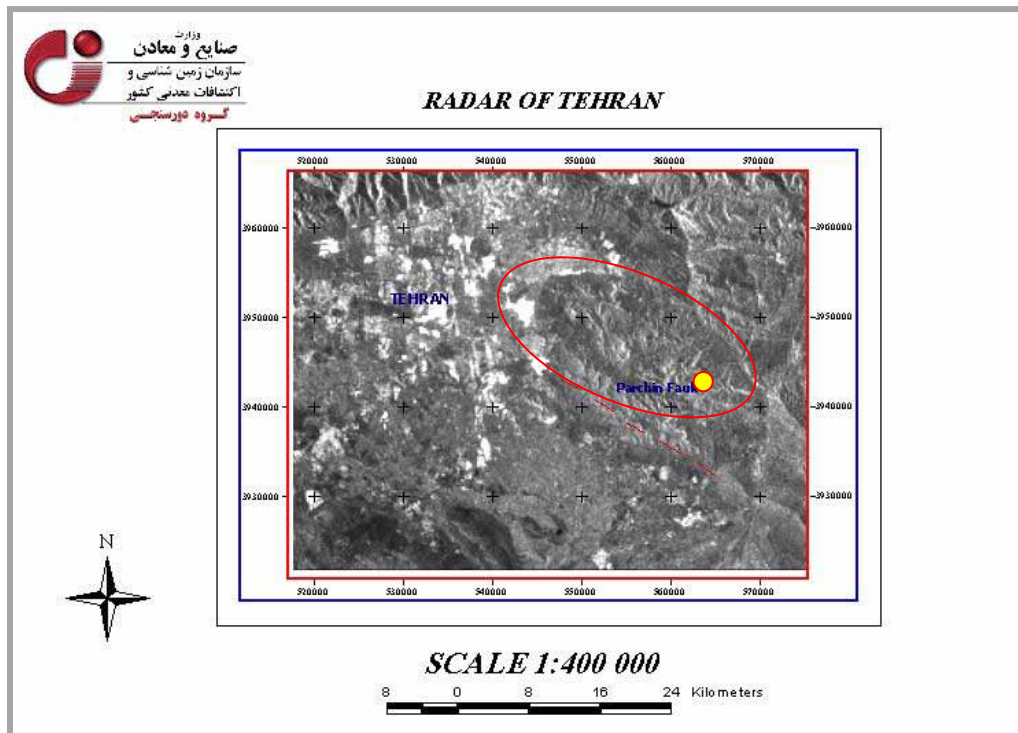 وزارت
صنایع و معادن
سازمان زمین شناسی و
اکتشافات معدنی کشور
گروه دورسنجی
RADAR OF TEHRAN
520000 530000 540000 550000 560000 570000
3960000 3960000
TEHRAN
3950000 3950000
Parchin Faul
3940000 3940000
3930000 3930000
520000 530000 540000 550000 560000 570000
N
SCALE 1:400 000
8 0 8 16 24 Kilometers